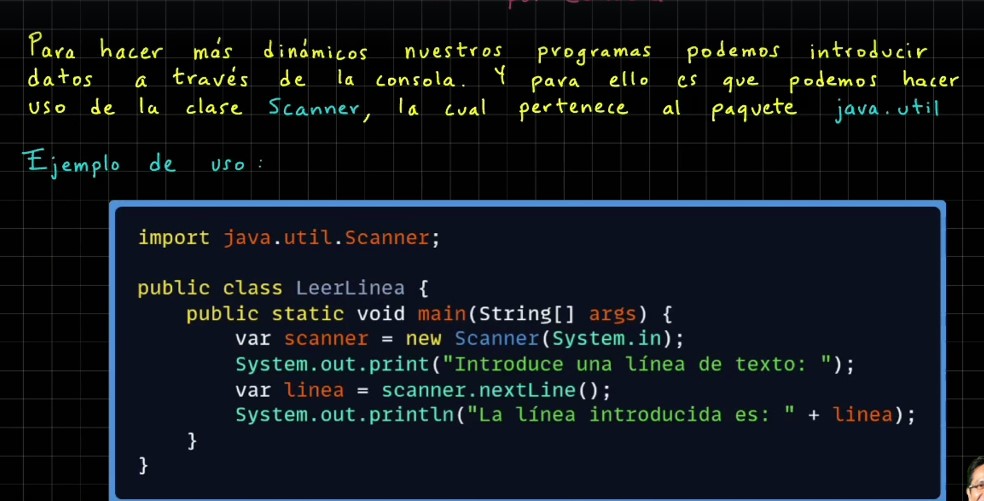 Para hacer más dinámicos nuestros programas podemos introducir
datos a través de la consola. Y para ello es que podemos hacer
uso de la clase Scanner, la cual pertenece al paquete java.util
Ejemplo de uso:
import java.util.Scanner;
public class LeerLinea {
public static void main(String[] args) {
var scanner = new Scanner(System.in);
System.out.print("Introduce una línea de texto: ");
var linea = scanner.nextLine();
System.out.println("La línea introducida es: " + linea);
}
}